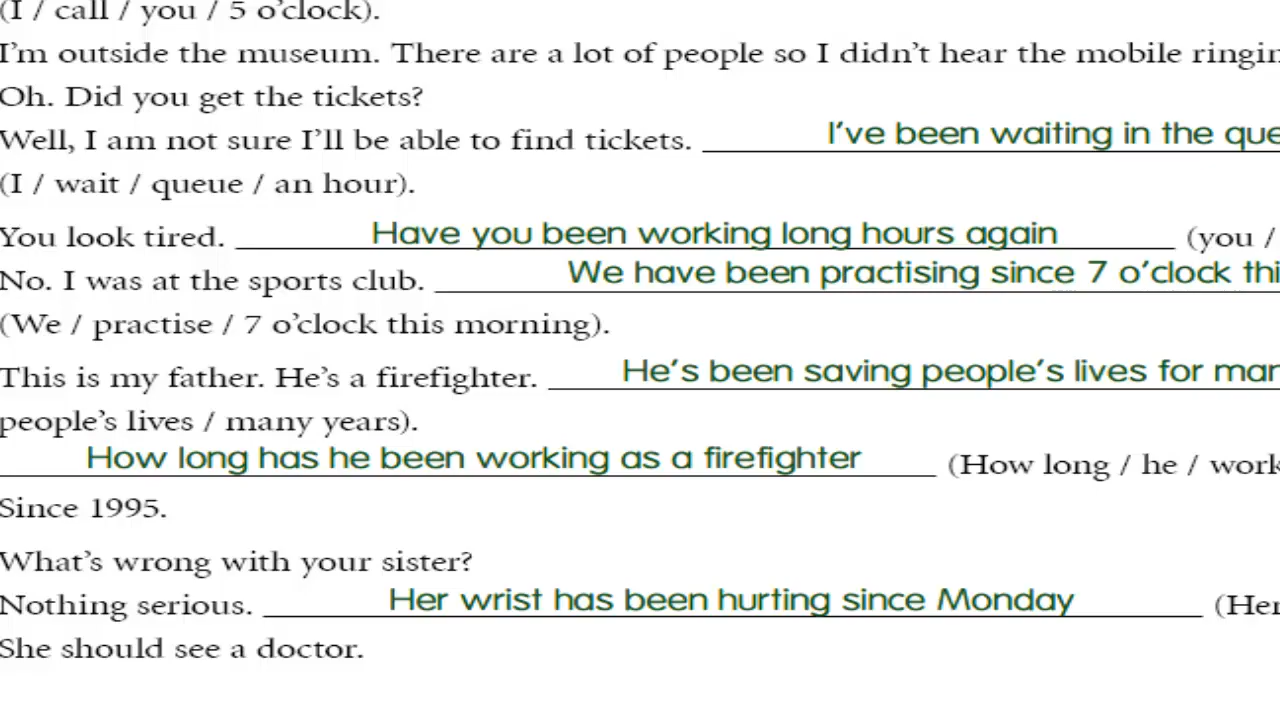 (I / call / you / 5 o'clock).
I'm outside the museum. There are a lot of people so I didn't hear the mobile
Oh. Did you get the tickets?
Well, I am not sure I'll be able to find tickets. I've been waiting in the
(I / wait / queue / an hour).
You look tired. Have you been working long hours again (you /
No. I was at the sports club. We have been practising since 7 o'clock
(We / practise / 7 o'clock this morning).
This is my father. He's a firefighter. He's been saving people's lives for
people's lives / many years).
How long has he been working as a firefighter (How long / he / work
Since 1995.
What's wrong with your sister?
Nothing serious. Her wrist has been hurting since Monday (Her
She should see a doctor.